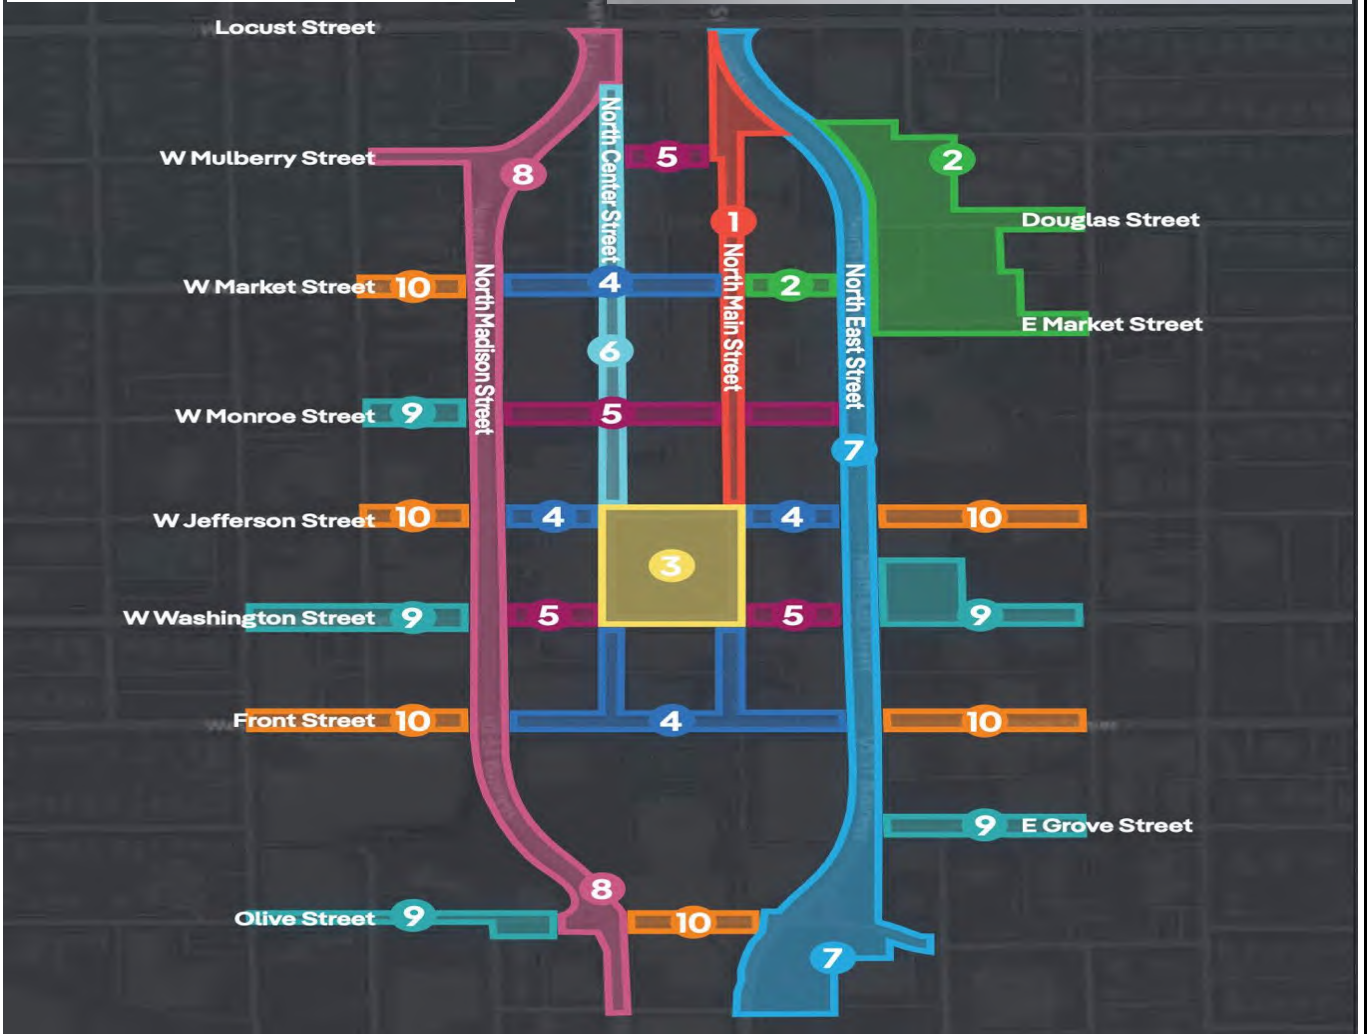 Locust Street
W Mulberry Street
8
North Center Street
5
2
1
Douglas Street
W Market Street
10
4
2
North Madison Street
North Main Street
North East Street
E Market Street
6
W Monroe Street
9
5
7
W Jefferson Street
10
4
4
10
3
W Washington Street
9
5
5
9
Front Street
10
4
10
9
E Grove Street
8
Olive Street
9
10
7